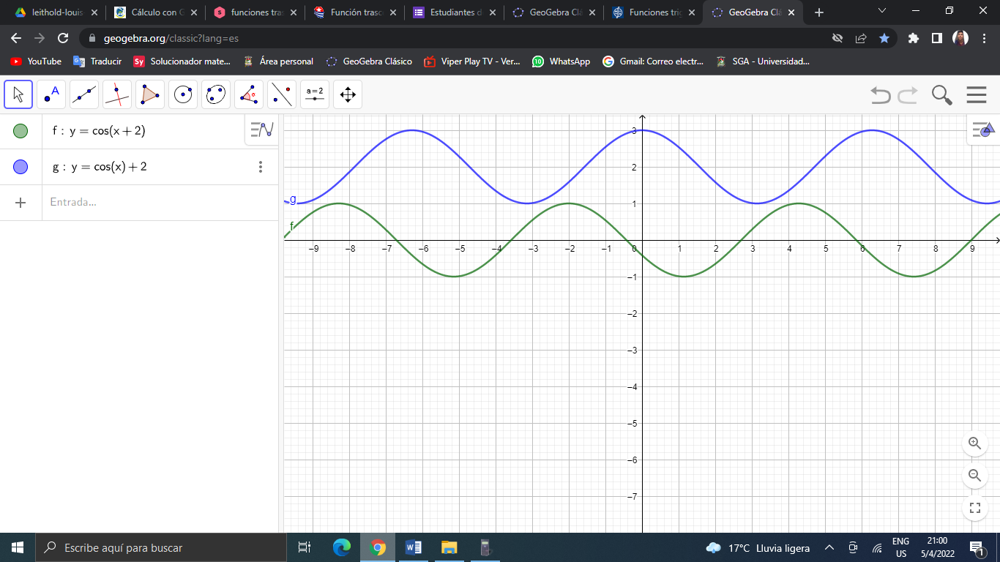 leithold-louis
Cálculo con G
funciones tras
Función trasc
Estudiantes d
GeoGebra Clá
Funciones trig
GeoGebra Clá
geogebra.org/classic?lang=es
YouTube
Traducir
Sy Solucionador mate...
Área personal
GeoGebra Clásico
Viper Play TV - Ver...
10 WhatsApp
Gmail: Correo electr...
SGA - Universidad...
A
a=2
f : y = cos(x + 2)
g : y = cos(x) + 2
Entrada...
3
2
1
g
f
–9 –8 –7 –6 –5 –4 –3 –2 –1 0 1 2 3 4 5 6 7 8 9
–1
–2
–3
–4
–5
–6
–7
Escribe aquí para buscar
17°C Lluvia ligera
ENG
US
21:00
5/4/2022
1